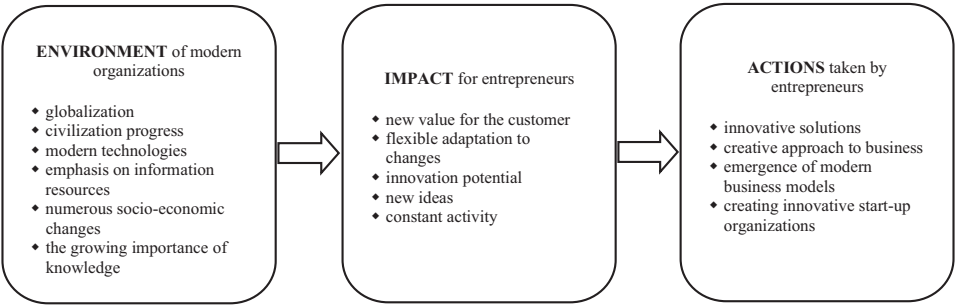 ENVIRONMENT of modern
organizations
◆ globalization
◆ civilization progress
◆ modern technologies
◆ emphasis on information
resources
◆ numerous socio-economic
changes
◆ the growing importance of
knowledge
IMPACT for entrepreneurs
◆ new value for the customer
◆ flexible adaptation to
changes
◆ innovation potential
◆ new ideas
◆ constant activity
ACTIONS taken by
entrepreneurs
◆ innovative solutions
◆ creative approach to business
◆ emergence of modern
business models
◆ creating innovative start-up
organizations